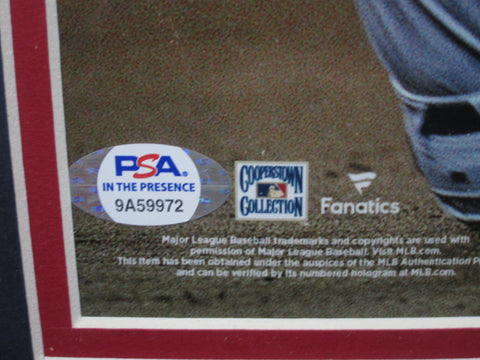 PSA
IN THE PRESENCE
9A59972
COOPERSTOWN
COLLECTION
Fanatics
Major League Baseball trademarks and copyrights are used with
permission of Major League Baseball. Visit MLB.com.
This item has been obtained under the auspices of the MLB Authentication P
and can be verified by its numbered hologram at MLB.com.